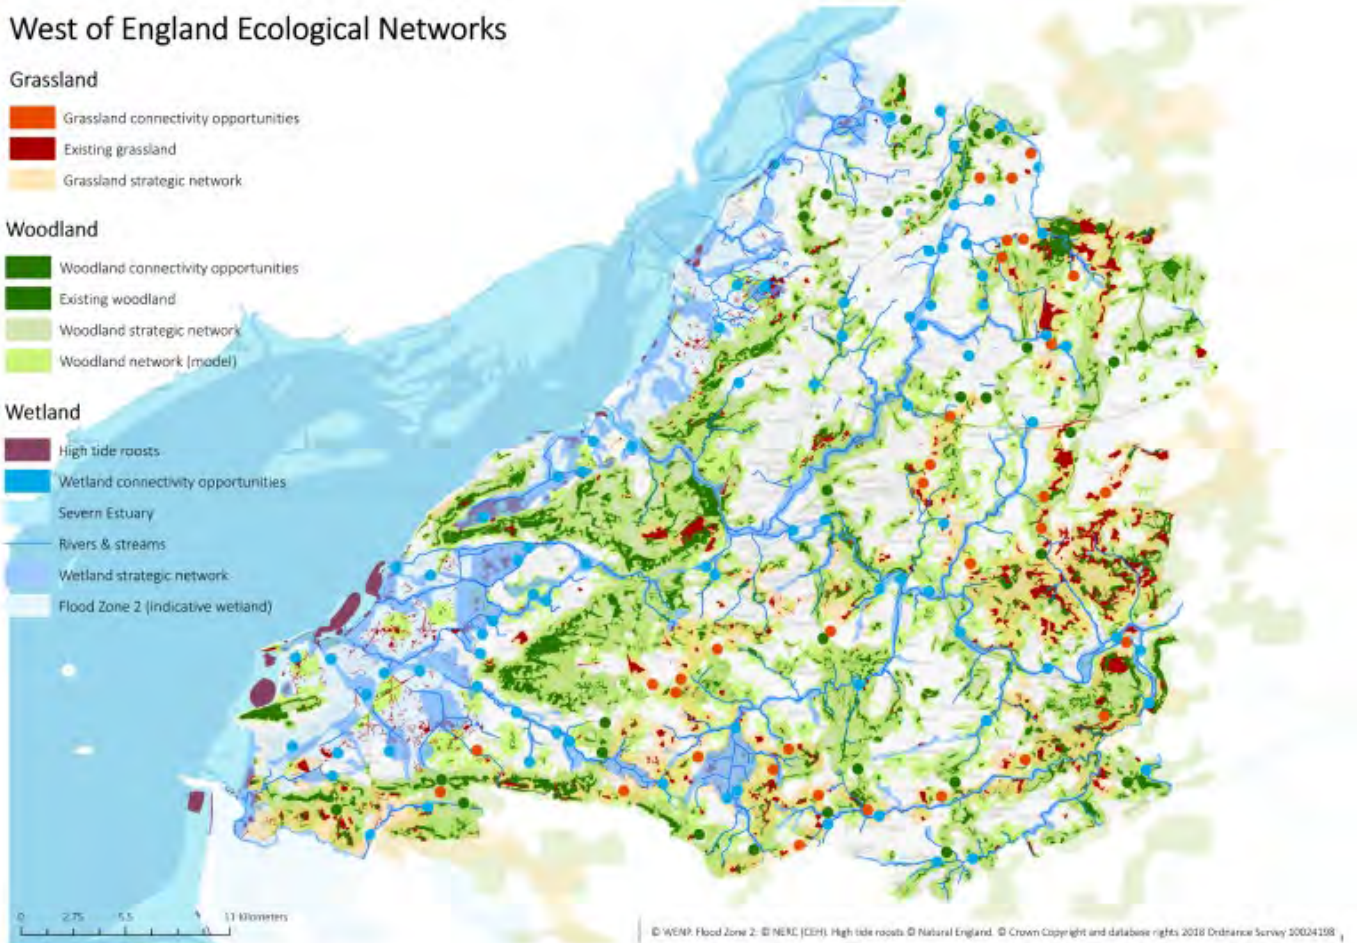 West of England Ecological Networks
Grassland
Grassland connectivity opportunities
Existing grassland
Grassland strategic network
Woodland
Woodland connectivity opportunities
Existing woodland
Woodland strategic network
Woodland network (model)
Wetland
High tide roosts
Wetland connectivity opportunities
Severn Estuary
Rivers & streams
Wetland strategic network
Flood Zone 2 (indicative wetland)
0 2.75 5.5 11 Kilometers
© WENP. Flood Zone 2: © NERC (CEH). High tide roosts © Natural England. © Crown Copyright and database rights 2018 Ordnance Survey 10024198